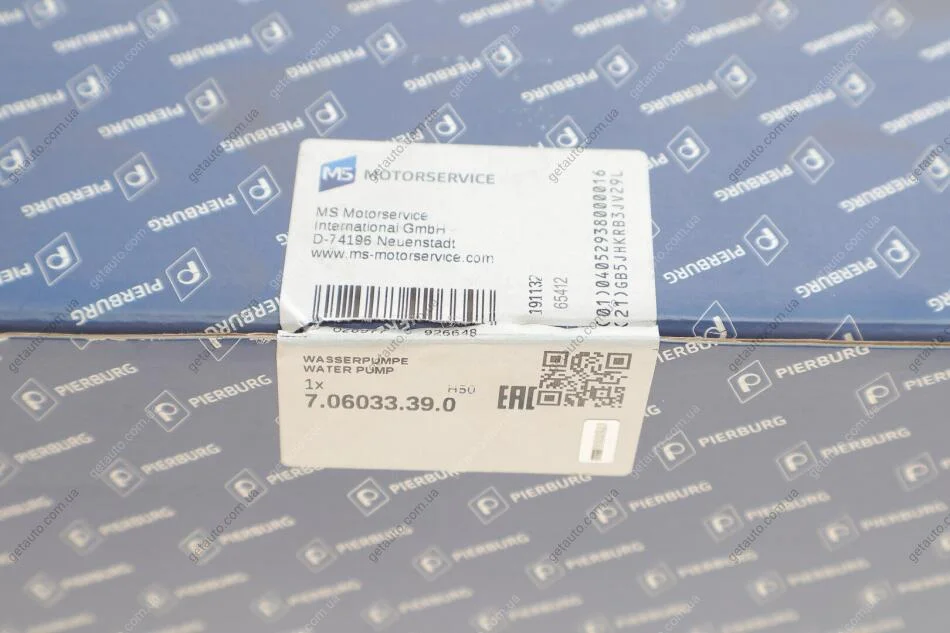 MS MOTORSERVICE
MS Motorservice
International GmbH
D-74196 Neuenstadt
www.ms-motorservice.com
191132
65412
(01)04052938000016
(21)GB5JHKRB3JVZ9L
926648
WASSERPUMPE
WATER PUMP
1x
H50
7.06033.39.0
EAC
PIERBURG
getauto.com.ua